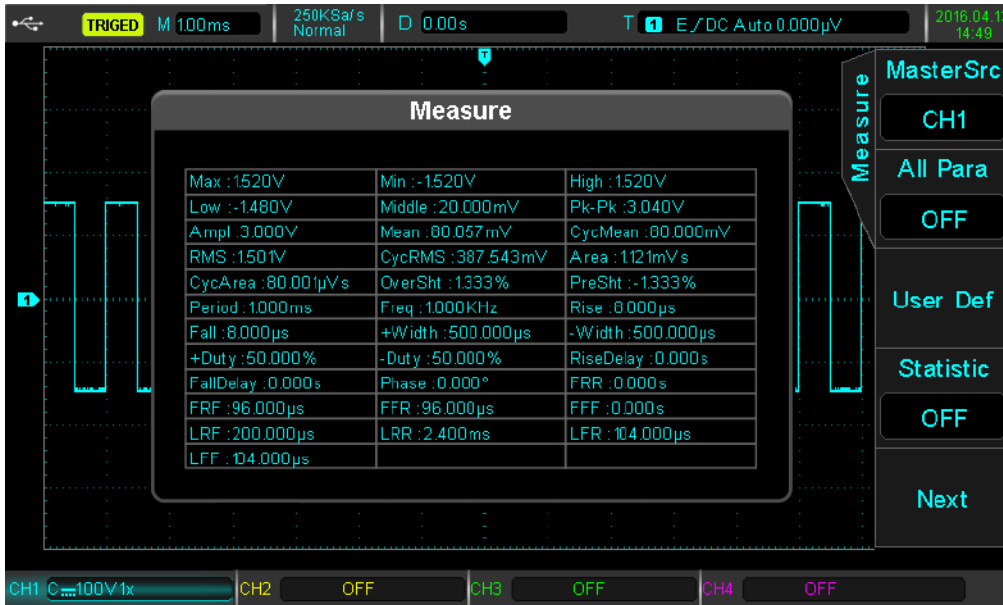 TRIGED M 1.00ms 250KSa/s Normal D 0.00s T 1 E/DC Auto 0.000μV 2016.04.1 14:49
T
Measure
MasterSrc
CH1
All Para
OFF
User Def
Statistic
OFF
Next
Measure
Max :1.520V Min :-1.520V High :1.520V
Low :-1.480V Middle :20.000mV Pk-Pk :3.040V
Ampl :3.000V Mean :80.057mV CycMean :80.000mV
RMS :1.501V CycRMS :387.543mV Area :1.121mVs
CycArea :80.001μVs OverSht :1.333% PreSht :-1.333%
Period :1.000ms Freq :1.000KHz Rise :8.000μs
Fall :8.000μs +Width :500.000μs -Width :500.000μs
+Duty :50.000% -Duty :50.000% RiseDelay :0.000s
FallDelay :0.000s Phase :0.000° FRR :0.000s
FRF :96.000μs FFR :96.000μs FFF :0.000s
LRF :200.000μs LRR :2.400ms LFR :104.000μs
LFF :104.000μs
1
CH1 C 1.00V 1x CH2 OFF CH3 OFF CH4 OFF